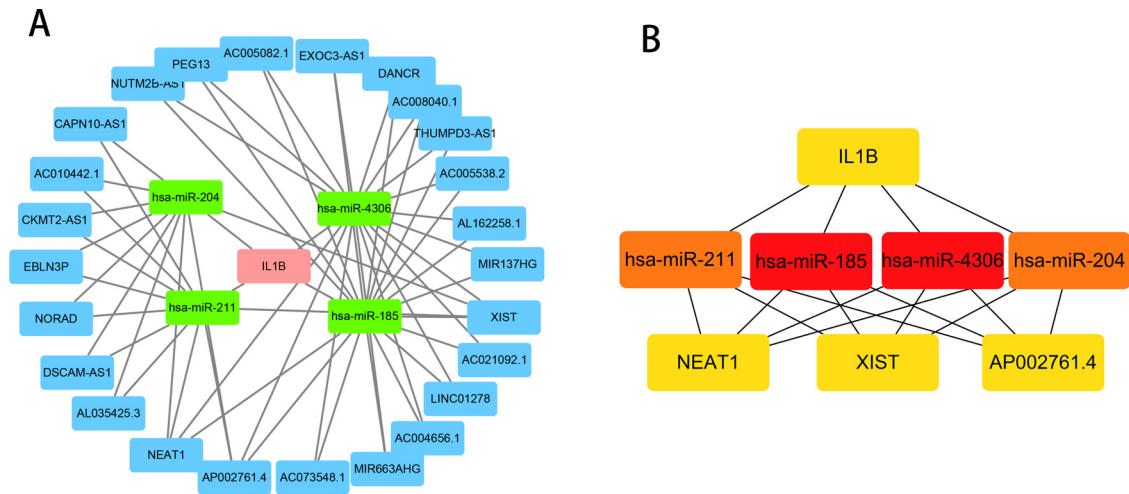 A
B
AC005082.1
EXOC3-AS1
PEG13
DANCR
NUTM2B-AS1
AC008040.1
CAPN10-AS1
THUMPD3-AS1
AC010442.1
AC005538.2
hsa-miR-204
hsa-miR-4306
CKMT2-AS1
AL162258.1
EBLN3P
IL1B
MIR137HG
NORAD
hsa-miR-211
hsa-miR-185
XIST
DSCAM-AS1
AC021092.1
AL035425.3
LINC01278
NEAT1
AC004656.1
AP002761.4
AC073548.1
MIR663AHG
IL1B
hsa-miR-211
hsa-miR-185
hsa-miR-4306
hsa-miR-204
NEAT1
XIST
AP002761.4